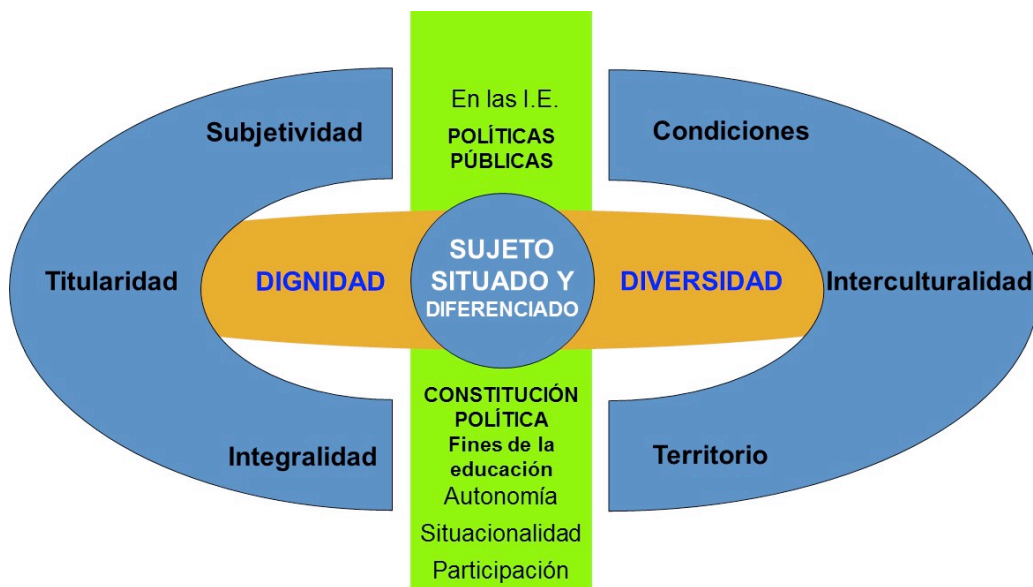 En las I.E.
POLÍTICAS
PÚBLICAS
Subjetividad
Titularidad
Integralidad
DIGNIDAD
SUJETO
SITUADO Y
DIFERENCIADO
DIVERSIDAD
Condiciones
Interculturalidad
Territorio
CONSTITUCIÓN
POLÍTICA
Fines de la
educación
Autonomía
Situacionalidad
Participación